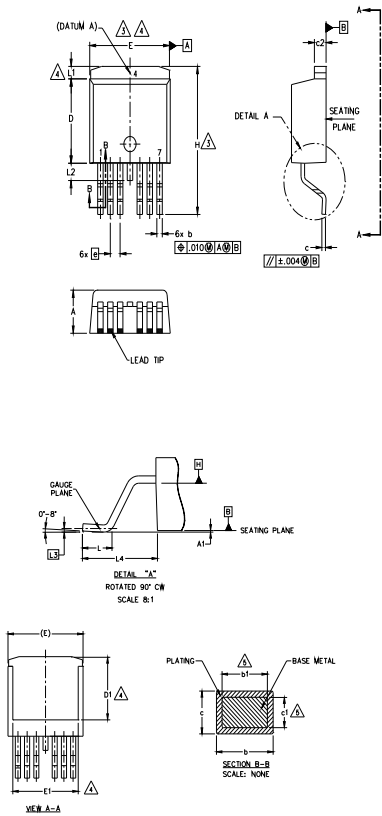 (DATUM A)
3 4
E
A
4 L1
4
D
H 3
1 B 7
L2
B
6x b
6x e
⌖ .010 Ⓜ A Ⓜ B
A
B
c2
DETAIL A
SEATING
PLANE
A
c
// ±.004 Ⓜ B
A
LEAD TIP
GAUGE
PLANE
H
0°-8°
B
SEATING PLANE
L3
L
L4
A1
DETAIL "A"
ROTATED 90° CW
SCALE 8:1
(E)
D1 4
E1
4
VIEW A-A
PLATING
5
b1
BASE METAL
c
c1 5
b
SECTION B-B
SCALE: NONE